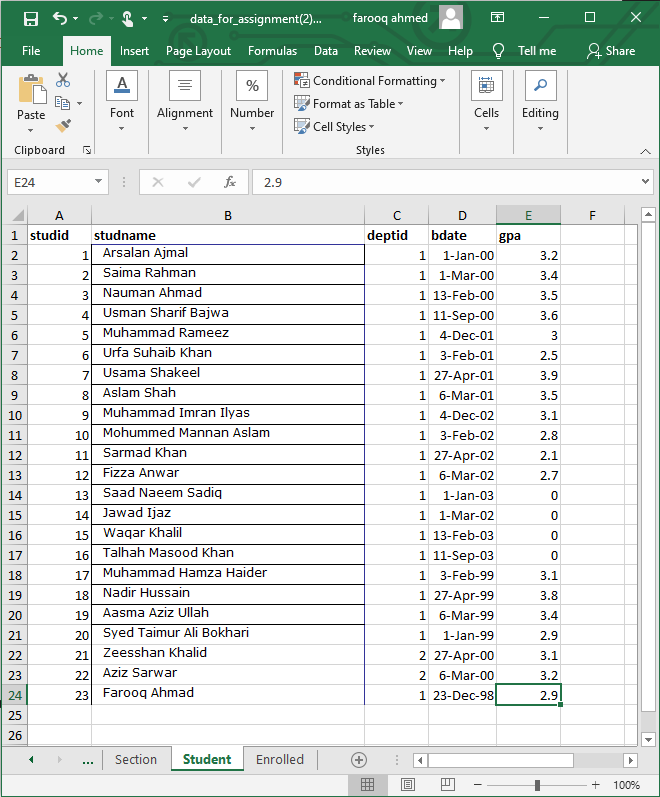 data_for_assignment(2)... farooq ahmed
File Home Insert Page Layout Formulas Data Review View Help Tell me Share
Paste Font Alignment Number Conditional Formatting Format as Table Cell Styles Cells Editing
Clipboard Styles
E24 fx 2.9
A B C D E F
1 studid studname deptid bdate gpa
2 1 Arsalan Ajmal 1 1-Jan-00 3.2
3 2 Saima Rahman 1 1-Mar-00 3.4
4 3 Nauman Ahmad 1 13-Feb-00 3.5
5 4 Usman Sharif Bajwa 1 11-Sep-00 3.6
6 5 Muhammad Rameez 1 4-Dec-01 3
7 6 Urfa Suhaib Khan 1 3-Feb-01 2.5
8 7 Usama Shakeel 1 27-Apr-01 3.9
9 8 Aslam Shah 1 6-Mar-01 3.5
10 9 Muhammad Imran Ilyas 1 4-Dec-02 3.1
11 10 Mohummed Mannan Aslam 1 3-Feb-02 2.8
12 11 Sarmad Khan 1 27-Apr-02 2.1
13 12 Fizza Anwar 1 6-Mar-02 2.7
14 13 Saad Naeem Sadiq 1 1-Jan-03 0
15 14 Jawad Ijaz 1 1-Mar-02 0
16 15 Waqar Khalil 1 13-Feb-03 0
17 16 Talhah Masood Khan 1 11-Sep-03 0
18 17 Muhammad Hamza Haider 1 3-Feb-99 3.1
19 18 Nadir Hussain 1 27-Apr-99 3.8
20 19 Aasma Aziz Ullah 1 6-Mar-99 3.4
21 20 Syed Taimur Ali Bokhari 1 1-Jan-99 2.9
22 21 Zeesshan Khalid 2 27-Apr-00 3.1
23 22 Aziz Sarwar 2 6-Mar-00 3.2
24 23 Farooq Ahmad 1 23-Dec-98 2.9
25
26
... Section Student Enrolled
100%